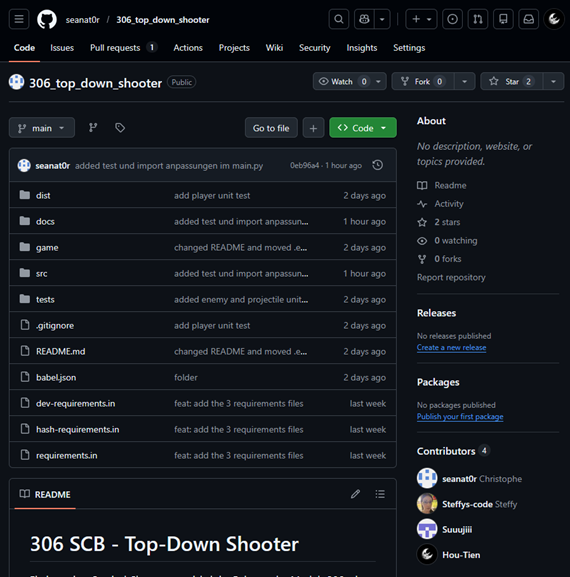 seanat0r / 306_top_down_shooter
Code Issues Pull requests 1 Actions Projects Wiki Security Insights Settings
306_top_down_shooter Public
Watch 0 Fork 0 Star 2
main
Go to file
Code
seanat0r added test und import anpassungen im main.py 0eb96a4 · 1 hour ago
dist add player unit test 2 days ago
docs added test und import anpassun... 1 hour ago
game changed README and moved .e... 2 days ago
src added test und import anpassun... 1 hour ago
tests added enemy and projectile unit... 2 days ago
.gitignore add player unit test 2 days ago
README.md changed README and moved .e... 2 days ago
babel.json folder 2 days ago
dev-requirements.in feat: add the 3 requirements files last week
hash-requirements.in feat: add the 3 requirements files last week
requirements.in feat: add the 3 requirements files last week
README
306 SCB - Top-Down Shooter
About
No description, website, or
topics provided.
Readme
Activity
2 stars
0 watching
0 forks
Report repository
Releases
No releases published
Create a new release
Packages
No packages published
Publish your first package
Contributors 4
seanat0r Christophe
Steffys-code Steffy
Suuujiii
Hou-Tien